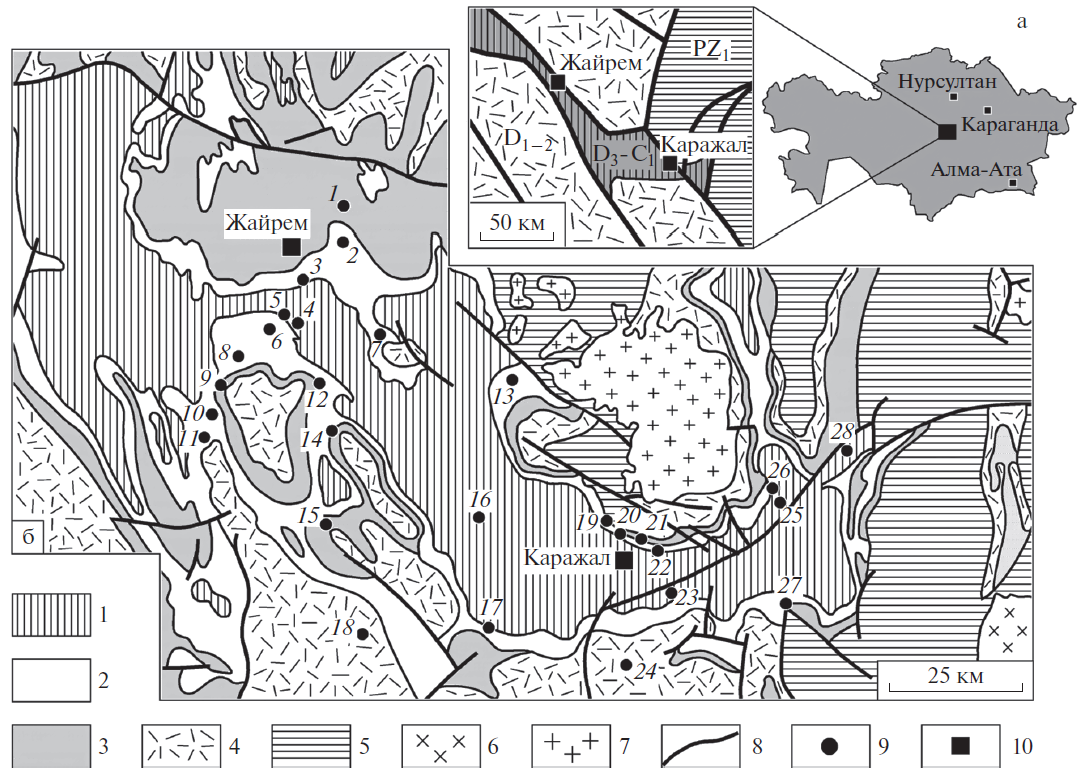 а
Жайрем
PZ1
Нурсултан
Караганда
D1–2
D3-C1
Каражал
Алма-Ата
50 км
1
Жайрем
2
3
5
4
6
7
8
9
12
13
10
11
14
28
26
16
25
15
19
20
21
б
Каражал
22
23
27
17
18
24
25 км
1
2
3
4
5
6
7
8
9
10